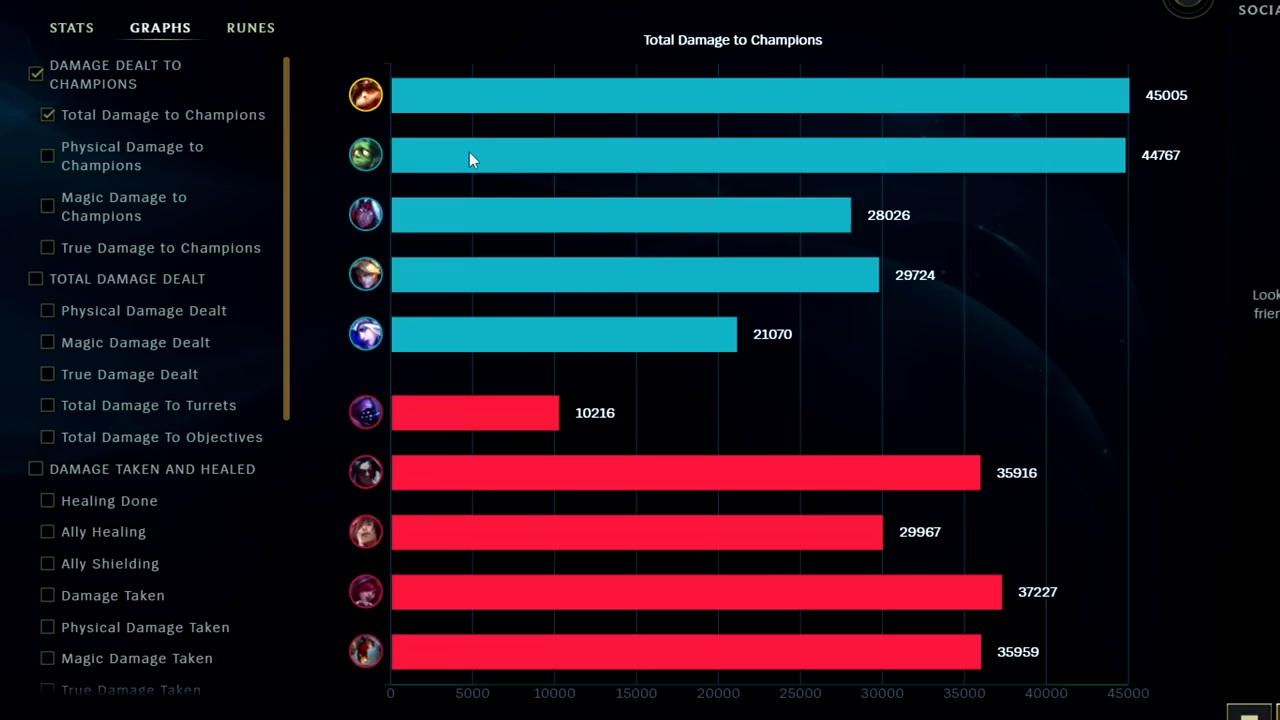 STATS GRAPHS RUNES
SOCIA
DAMAGE DEALT TO
CHAMPIONS
Total Damage to Champions
Physical Damage to
Champions
Magic Damage to
Champions
True Damage to Champions
TOTAL DAMAGE DEALT
Physical Damage Dealt
Magic Damage Dealt
True Damage Dealt
Total Damage To Turrets
Total Damage To Objectives
DAMAGE TAKEN AND HEALED
Healing Done
Ally Healing
Ally Shielding
Damage Taken
Physical Damage Taken
Magic Damage Taken
True Damage Taken
Total Damage to Champions
45005
44767
28026
29724
21070
10216
35916
29967
37227
35959
0 5000 10000 15000 20000 25000 30000 35000 40000 45000
Look
frien